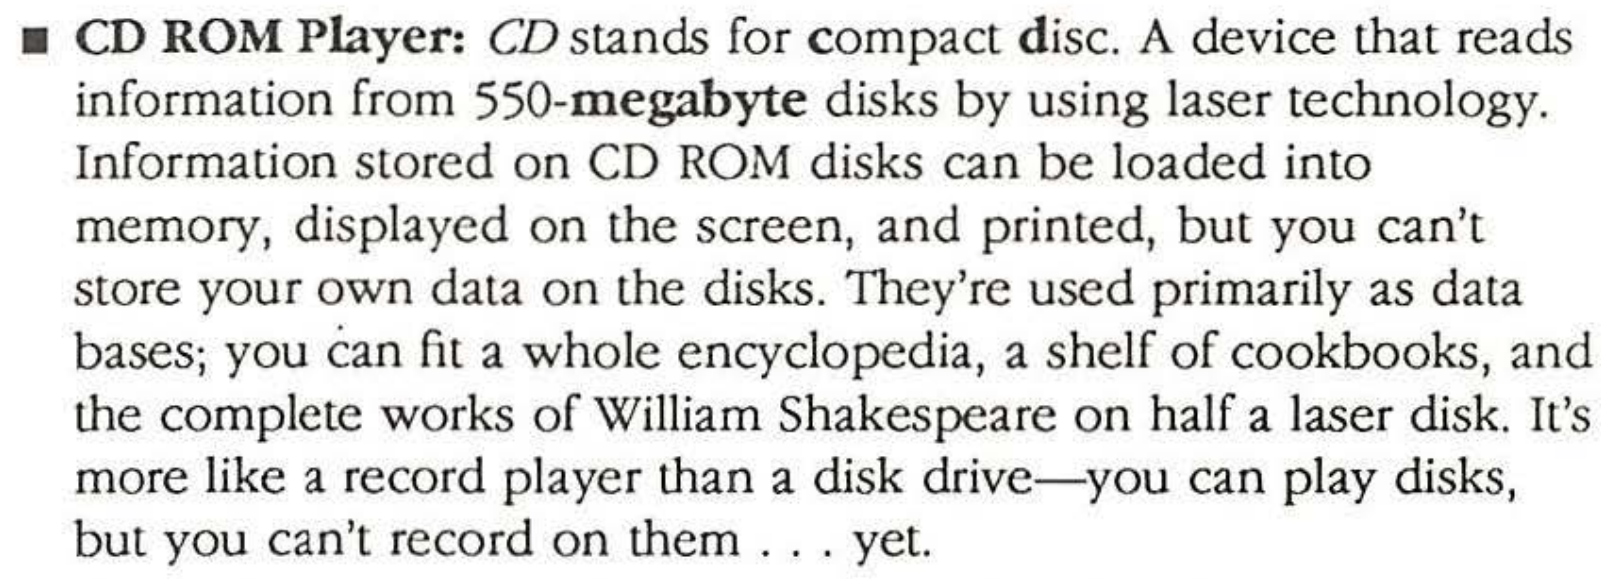 ■ CD ROM Player: CD stands for compact disc. A device that reads
information from 550-megabyte disks by using laser technology.
Information stored on CD ROM disks can be loaded into
memory, displayed on the screen, and printed, but you can't
store your own data on the disks. They're used primarily as data
bases; you can fit a whole encyclopedia, a shelf of cookbooks, and
the complete works of William Shakespeare on half a laser disk. It's
more like a record player than a disk drive—you can play disks,
but you can't record on them . . . yet.